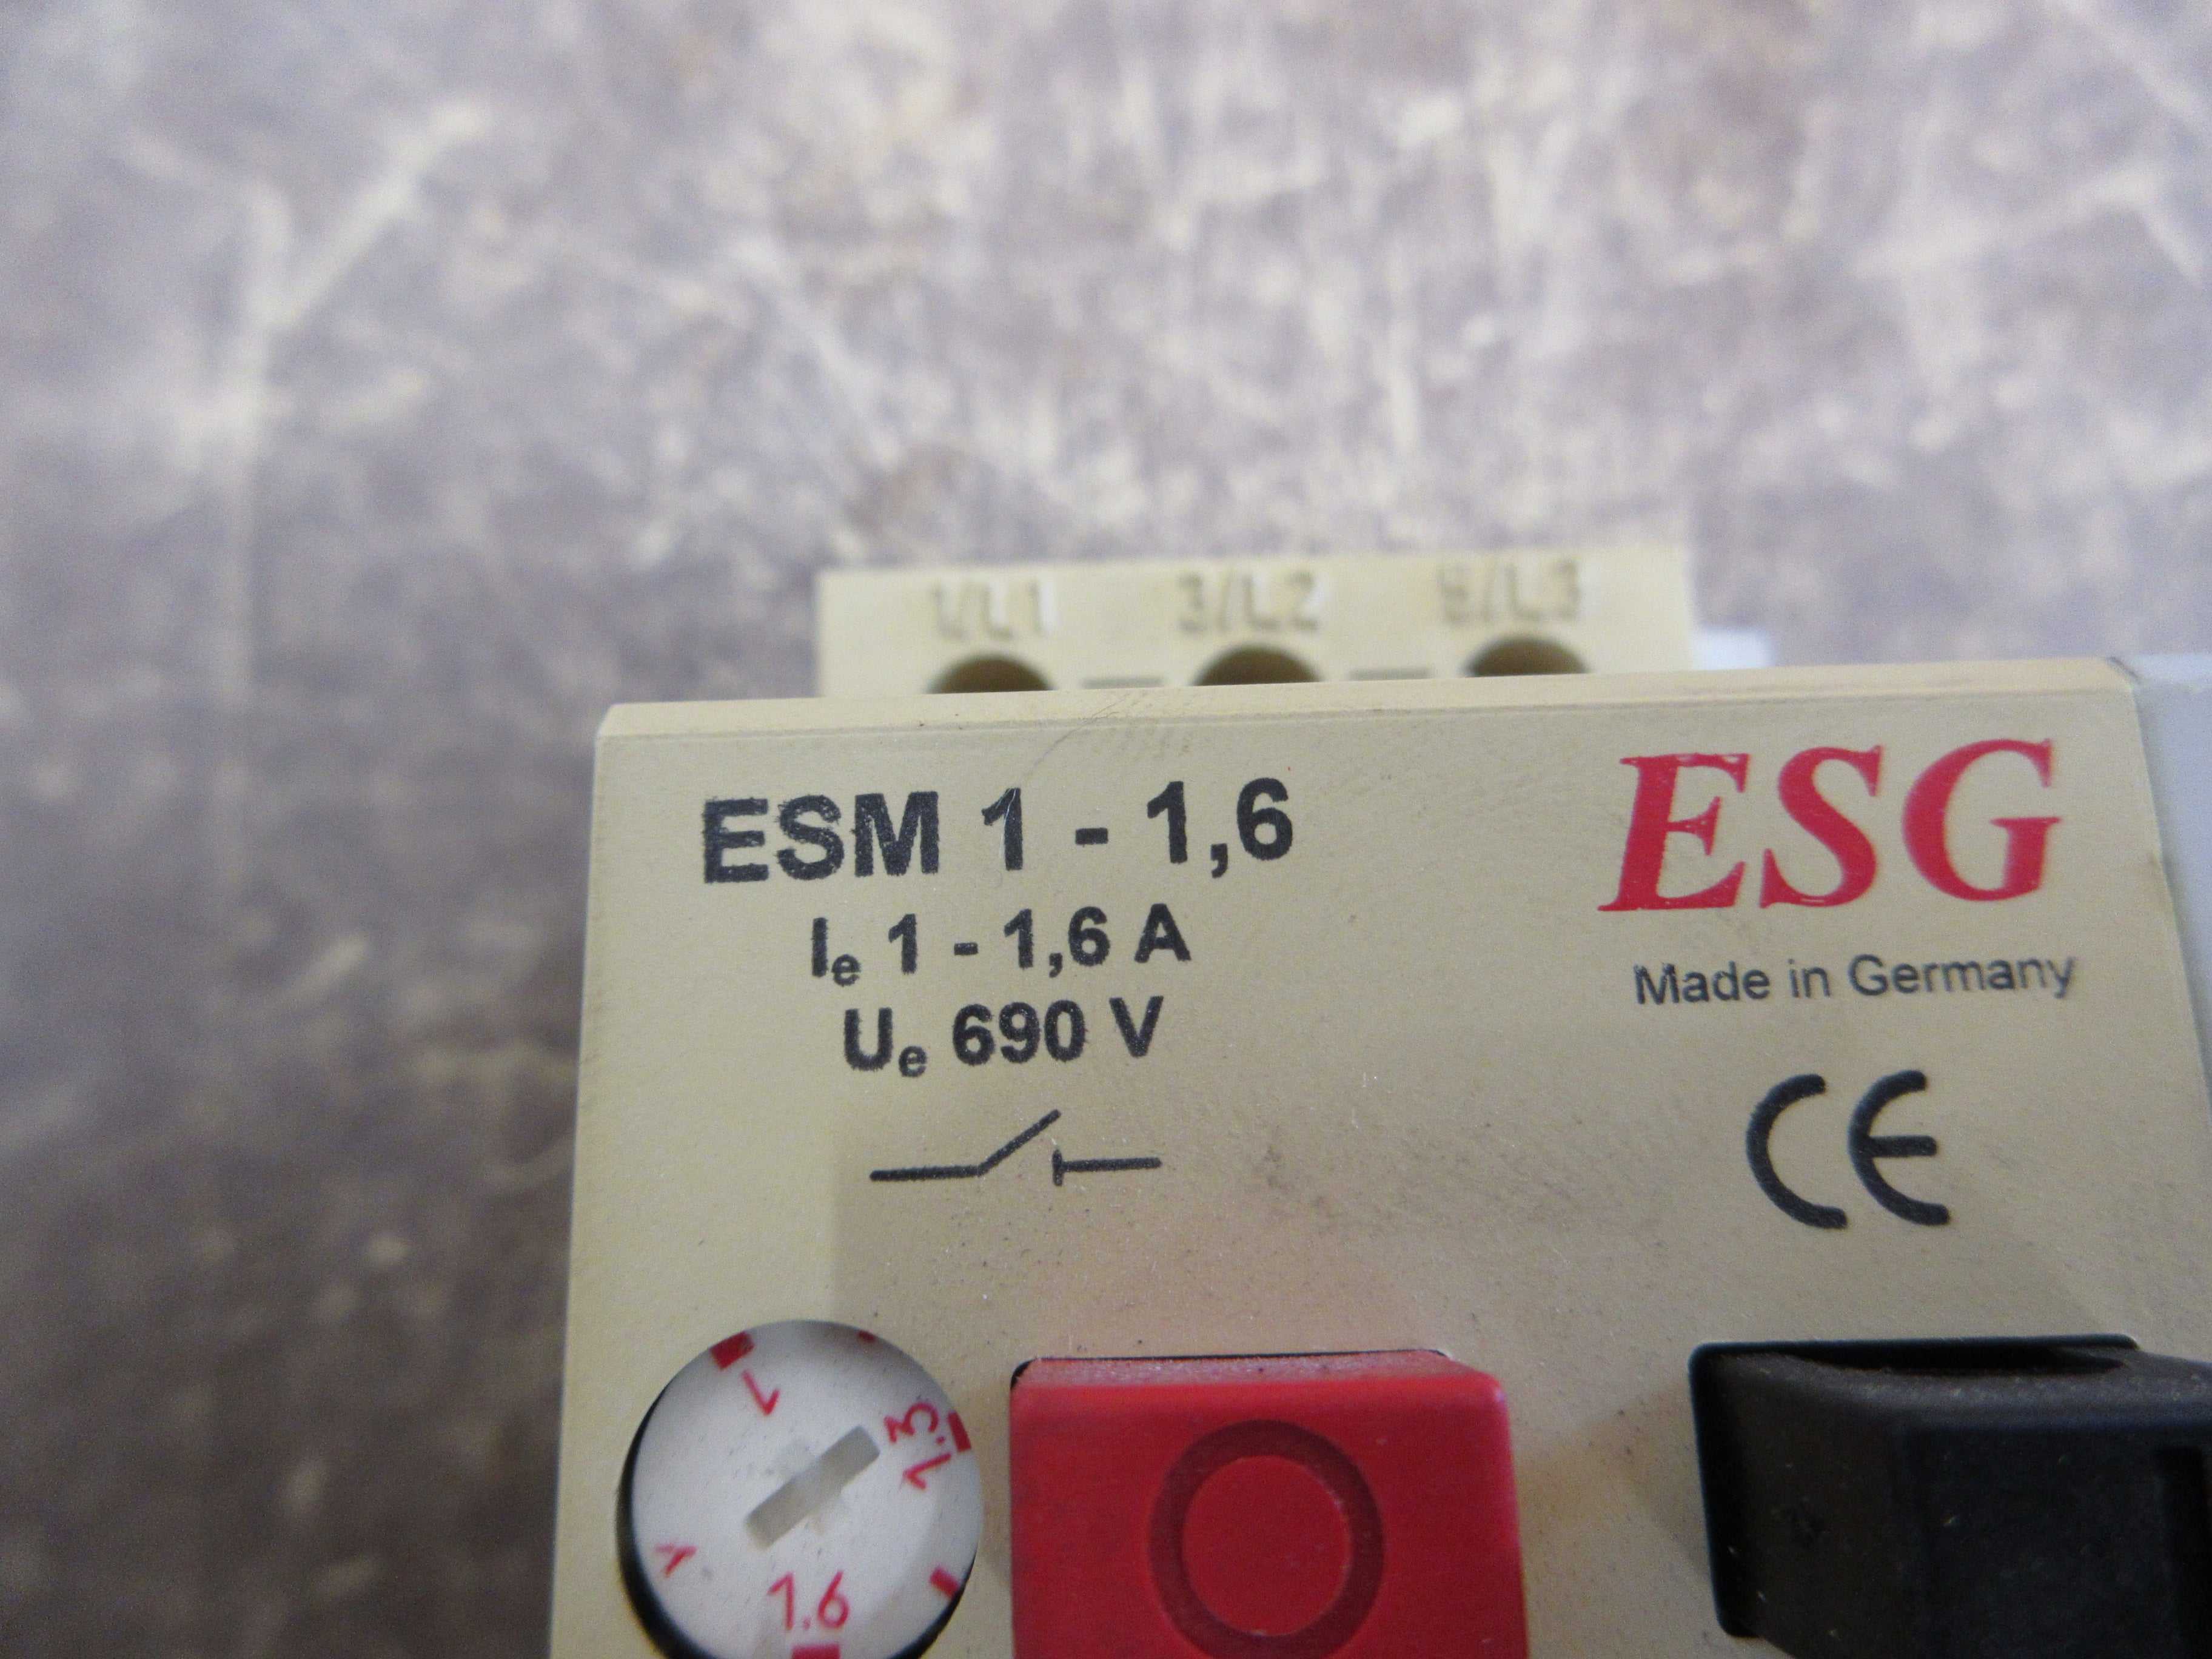 1/L1 3/L2 5/L3
ESM 1 - 1,6
ESG
Ie 1 - 1,6 A
Made in Germany
Ue 690 V
CE
1
1.3
A
1.6
O